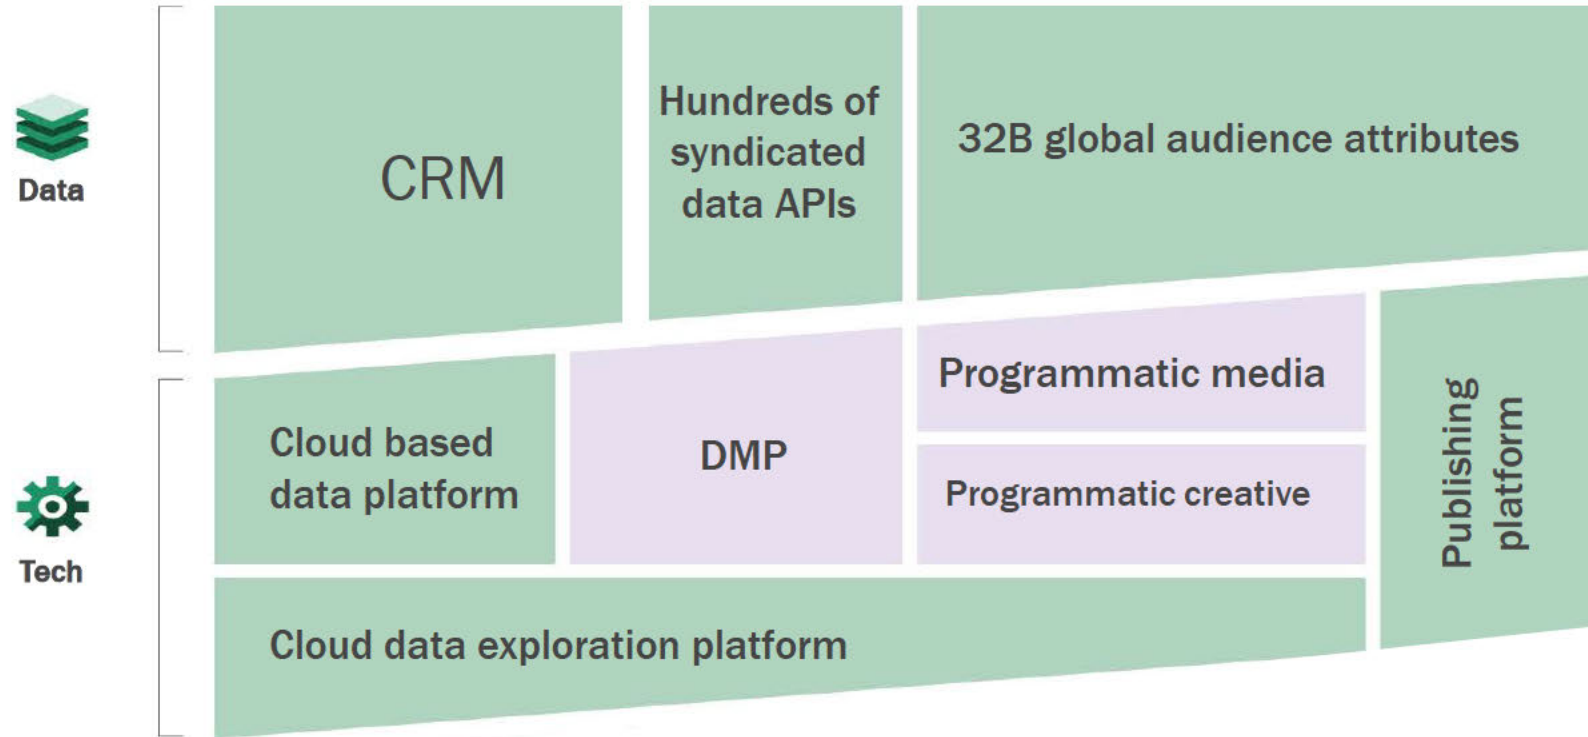 Data
CRM
Hundreds of
syndicated
data APIs
32B global audience attributes
Tech
Cloud based
data platform
DMP
Programmatic media
Programmatic creative
Publishing
platform
Cloud data exploration platform